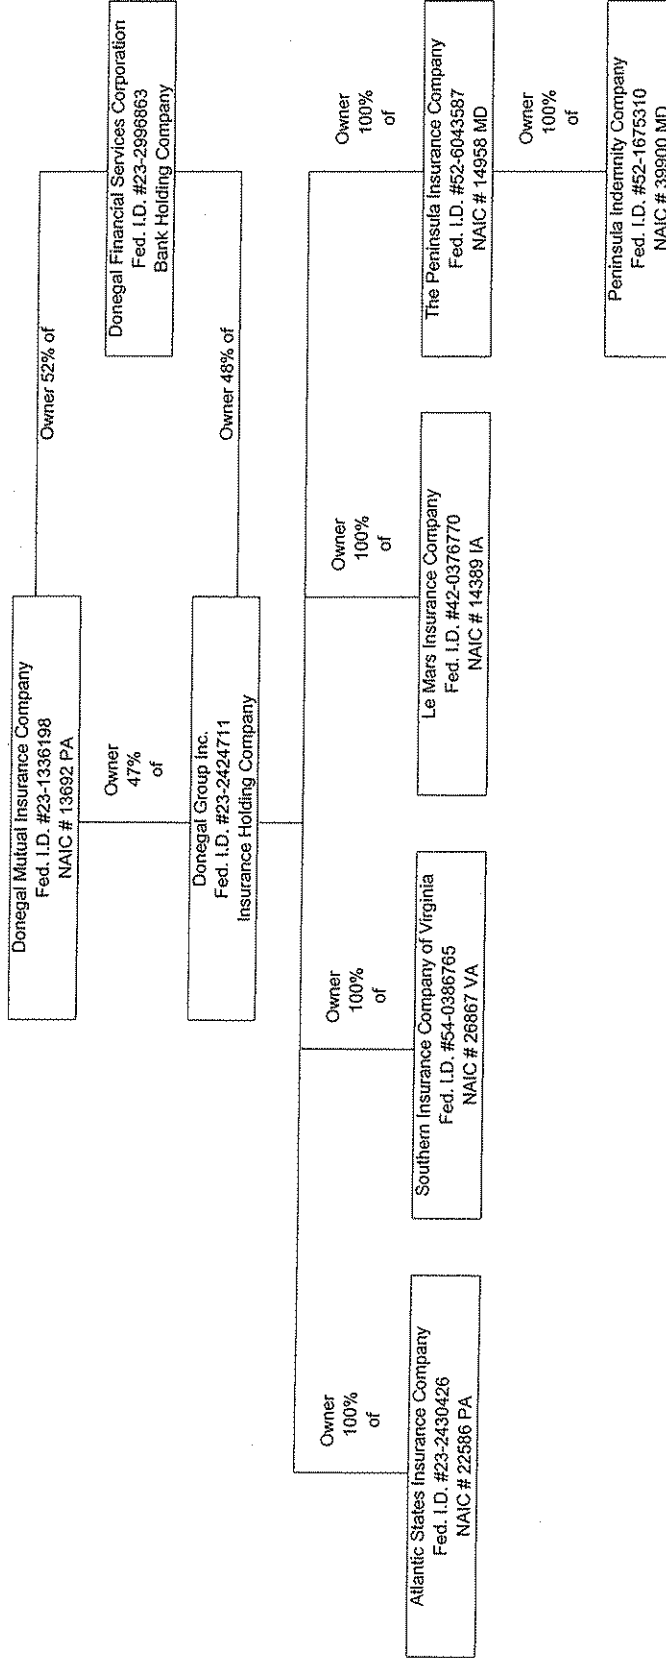 Donegal Mutual Insurance Company
Fed. I.D. #23-1336198
NAIC # 13692 PA
Owner 52% of
Owner
47%
of
Donegal Financial Services Corporation
Fed. I.D. #23-2996863
Bank Holding Company
Donegal Group Inc.
Fed. I.D. #23-2424711
Insurance Holding Company
Owner 48% of
Owner
100%
of
Owner
100%
of
Owner
100%
of
Owner
100%
of
Atlantic States Insurance Company
Fed. I.D. #23-2430426
NAIC # 22586 PA
Southern Insurance Company of Virginia
Fed. I.D. #54-0386765
NAIC # 26867 VA
Le Mars Insurance Company
Fed. I.D. #42-0376770
NAIC # 14389 IA
The Peninsula Insurance Company
Fed. I.D. #52-6043587
NAIC # 14958 MD
Owner
100%
of
Peninsula Indemnity Company
Fed. I.D. #52-1675310
NAIC # 39900 MD